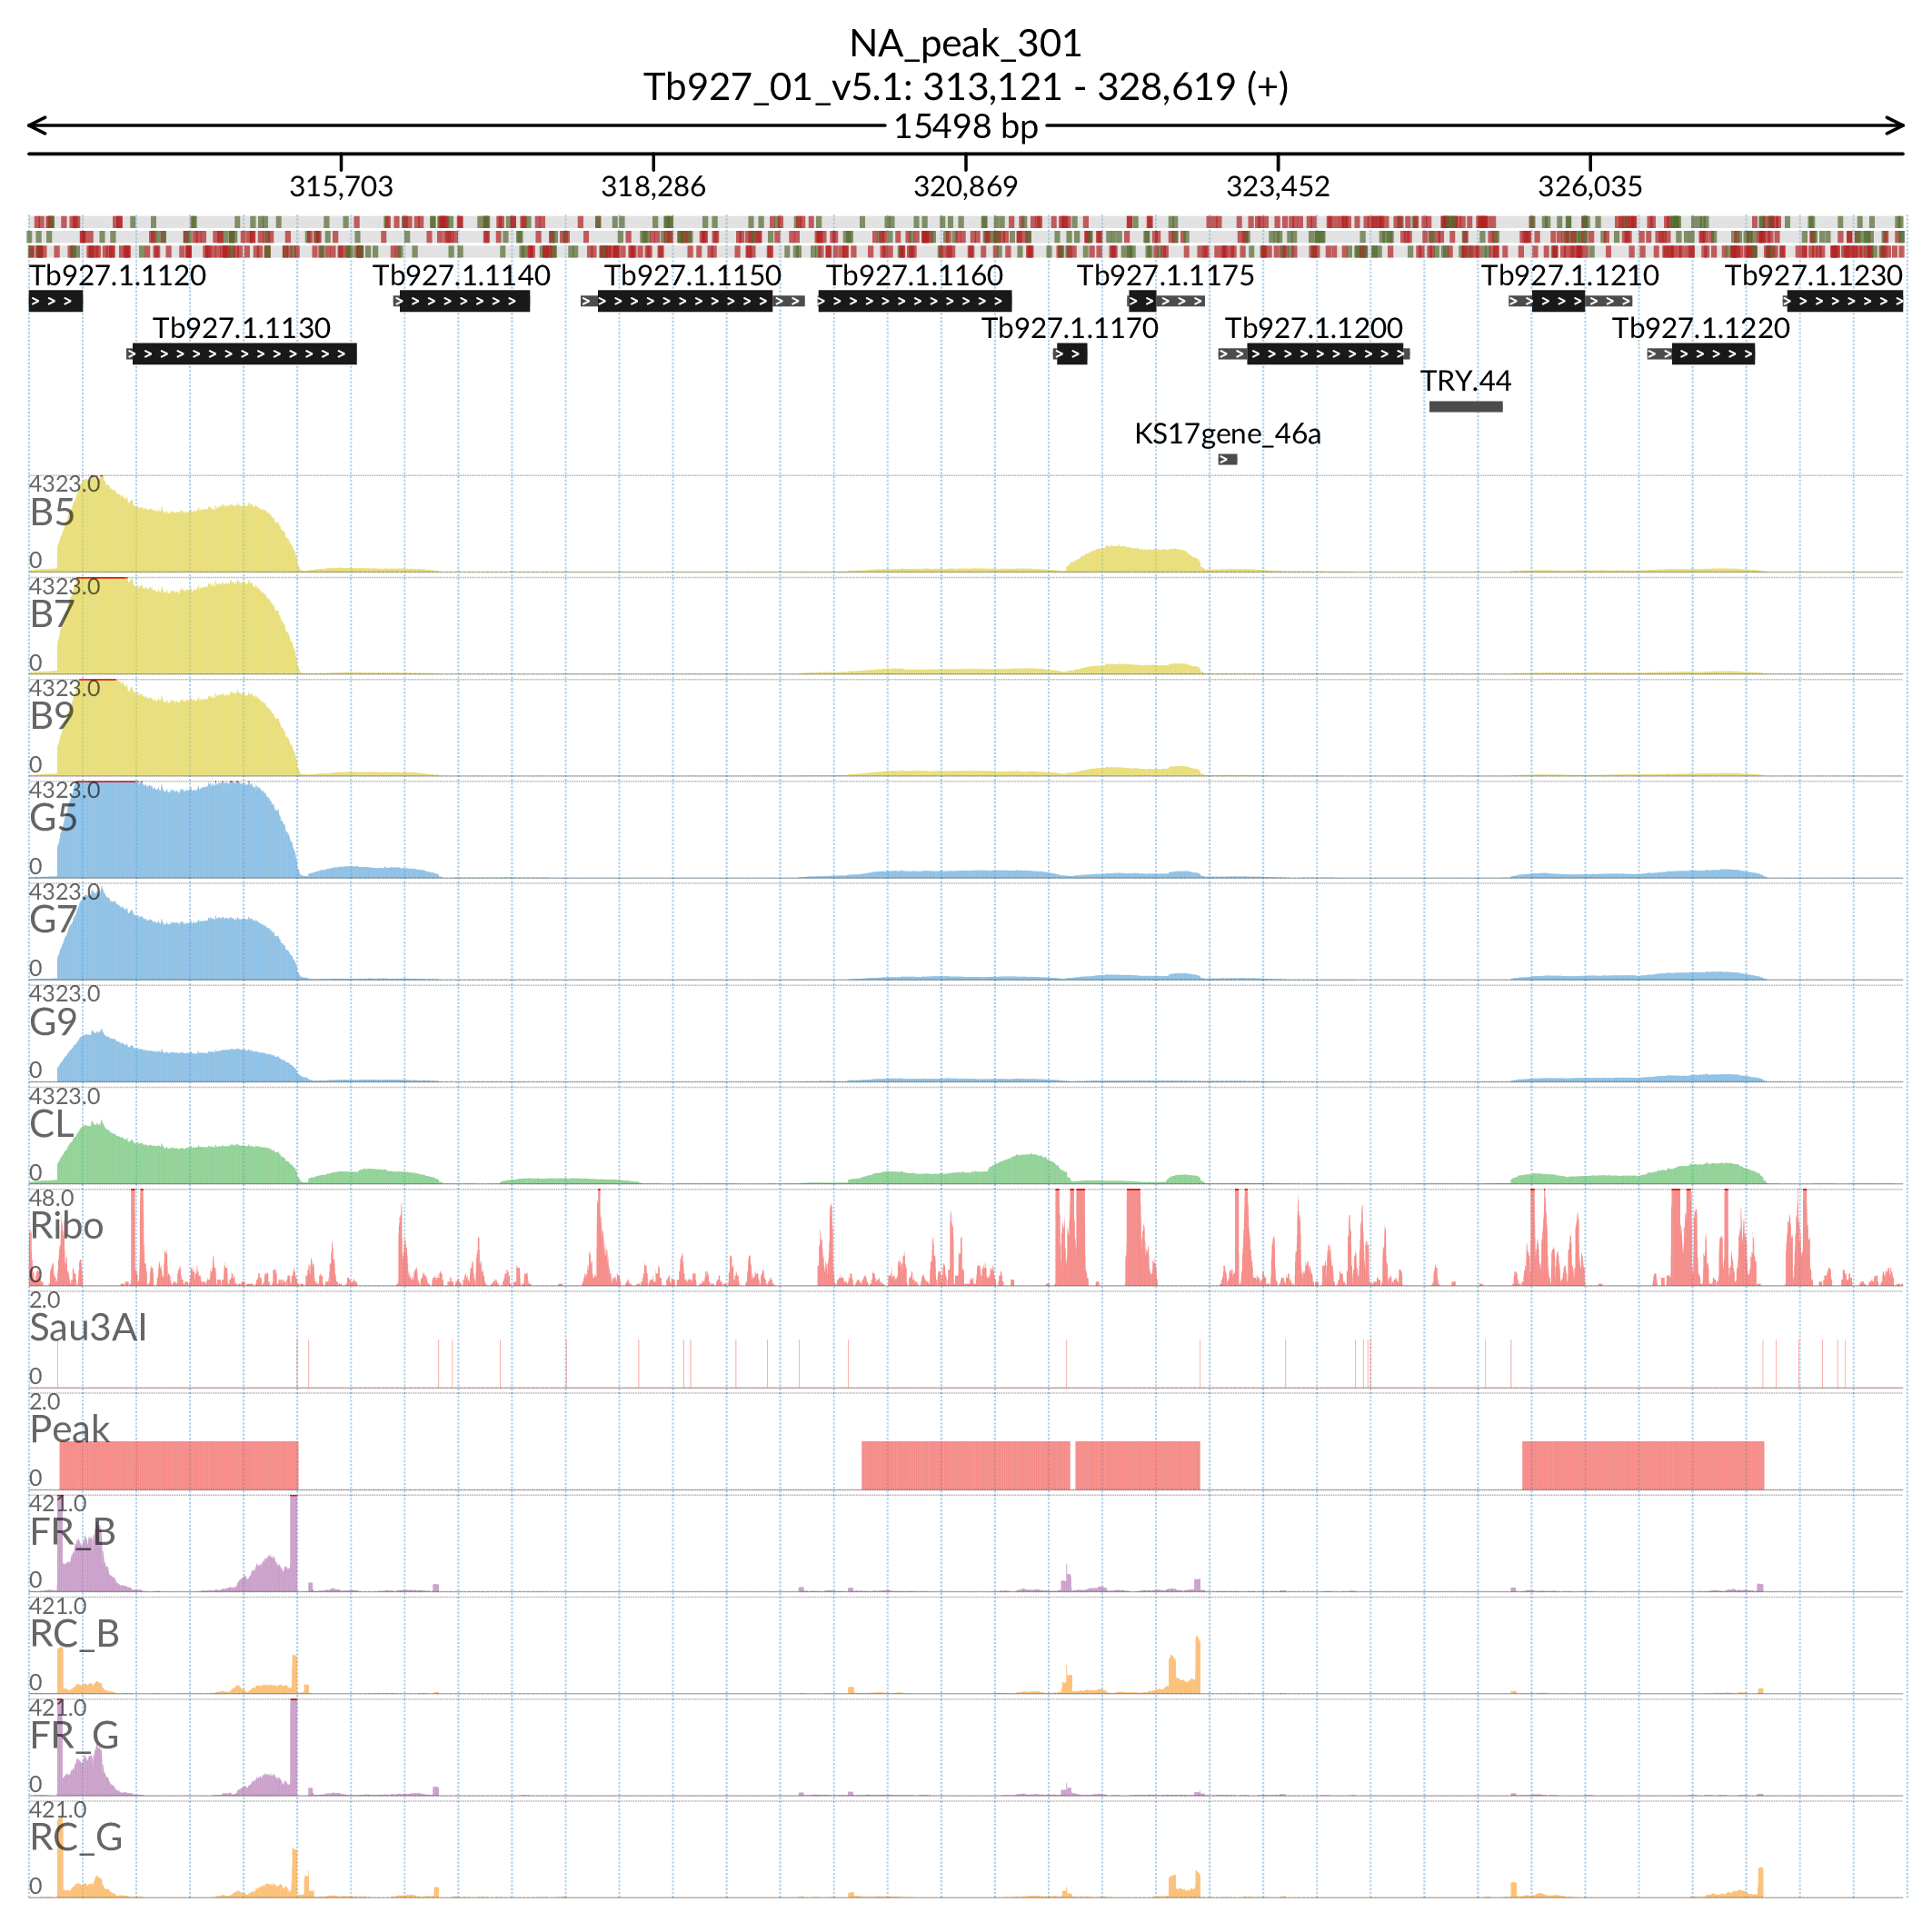 NA_peak_301
Tb927_01_v5.1: 313,121 - 328,619 (+)
15498 bp
315,703 318,286 320,869 323,452 326,035
Tb927.1.1120 Tb927.1.1140 Tb927.1.1150 Tb927.1.1160 Tb927.1.1175 Tb927.1.1210 Tb927.1.1230
Tb927.1.1130 Tb927.1.1170 Tb927.1.1200 Tb927.1.1220
TRY.44
KS17gene_46a
4323.0
B5
0
4323.0
B7
0
4323.0
B9
0
4323.0
G5
0
4323.0
G7
0
4323.0
G9
0
4323.0
CL
0
48.0
Ribo
0
2.0
Sau3AI
0
2.0
Peak
0
421.0
FR_B
0
421.0
RC_B
0
421.0
FR_G
0
421.0
RC_G
0